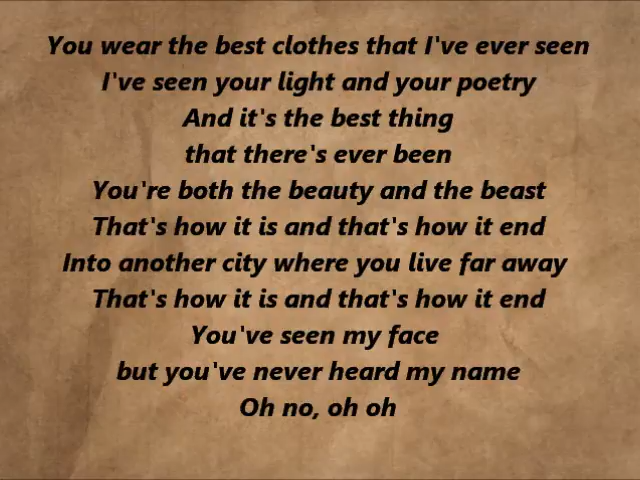 You wear the best clothes that I've ever seen
I've seen your light and your poetry
And it's the best thing
that there's ever been
You're both the beauty and the beast
That's how it is and that's how it end
Into another city where you live far away
That's how it is and that's how it end
You've seen my face
but you've never heard my name
Oh no, oh oh